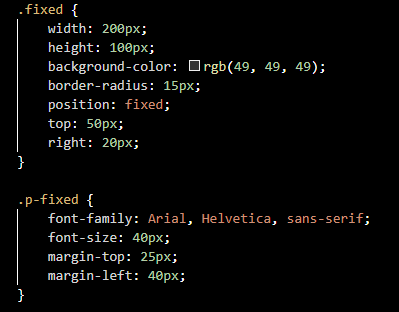 .fixed {
    width: 200px;
    height: 100px;
    background-color: rgb(49, 49, 49);
    border-radius: 15px;
    position: fixed;
    top: 50px;
    right: 20px;
}

.p-fixed {
    font-family: Arial, Helvetica, sans-serif;
    font-size: 40px;
    margin-top: 25px;
    margin-left: 40px;
}